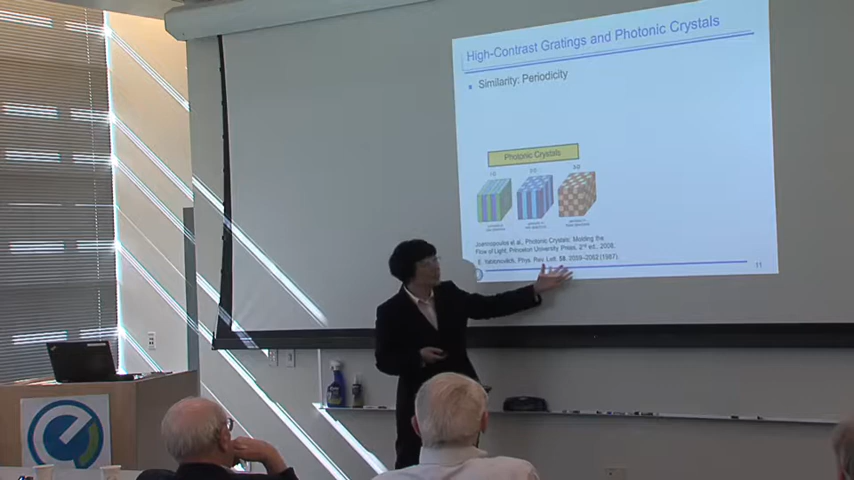 High-Contrast Gratings and Photonic Crystals
Similarity: Periodicity
Photonic Crystals
1-D 2-D 3-D
Joannopoulos et al., Photonic Crystals: Molding the
Flow of Light, Princeton University Press, 2nd ed., 2008.
E. Yablonovitch, Phys. Rev. Lett. 58, 2059–2062 (1987).
11
e